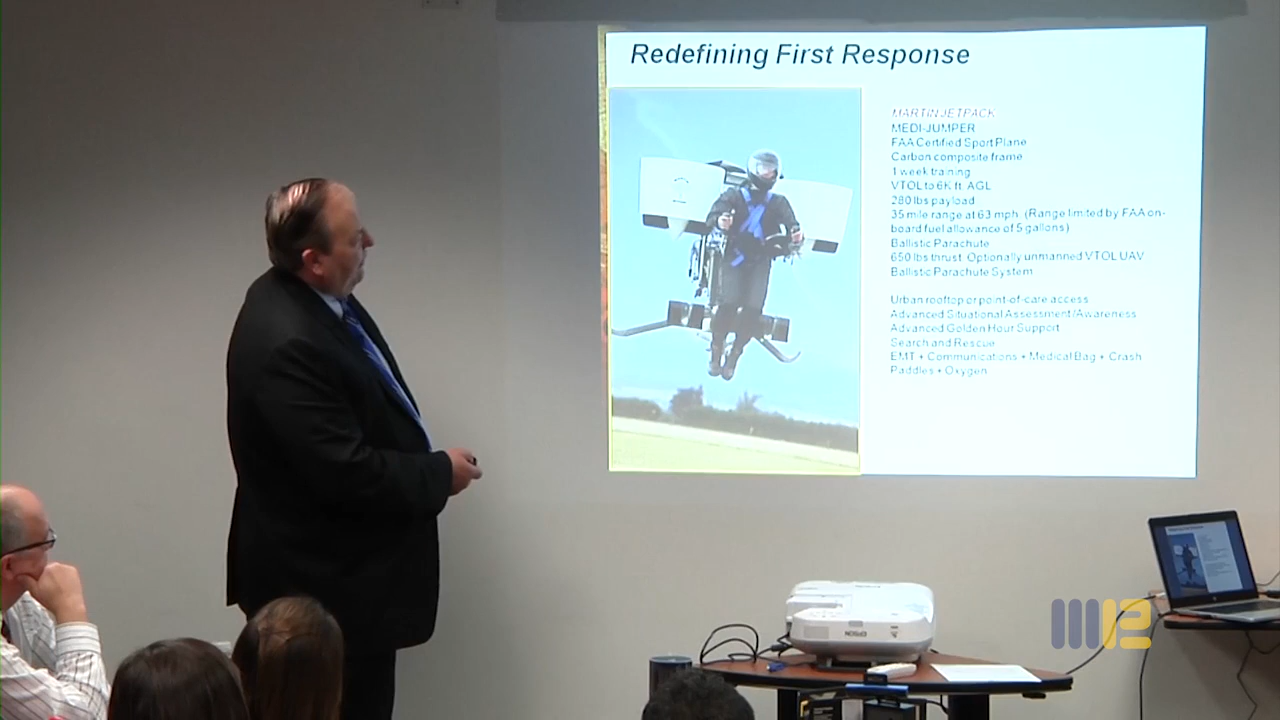 Redefining First Response
MARTIN JETPACK
MEDI-JUMPER
FAA Certified Sport Plane
Carbon composite frame
1 week training
VTOL to 6K ft. AGL
280 lbs payload
35 mile range at 63 mph (Range limited by FAA on-
board fuel allowance of 5 gallons)
Ballistic Parachute
650 lbs thrust Optionally unmanned VTOL UAV
Ballistic Parachute System
Urban rooftop or point-of-care access
Advanced Situational Assessment/Awareness
Advanced Golden Hour Support
Search and Rescue
EMT + Communications + Medical Bag + Crash
Paddles + Oxygen
EPSON